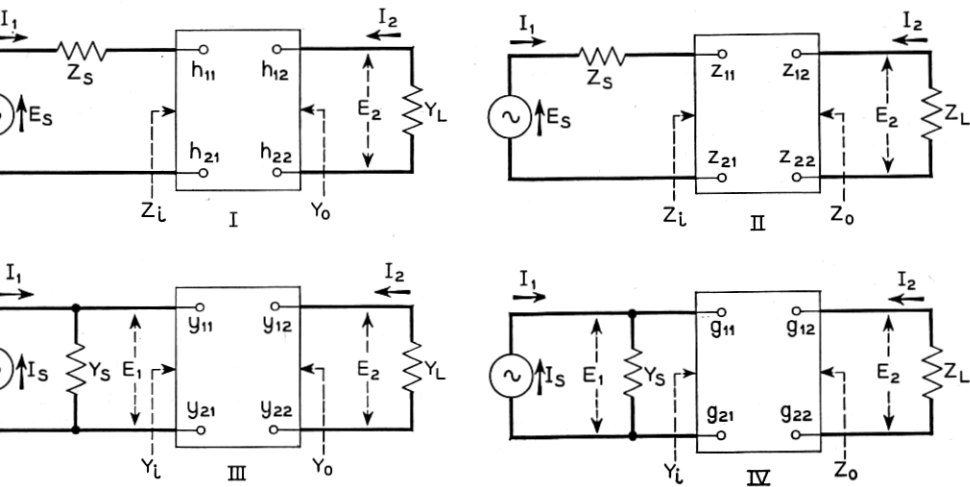 I1 I2
ZS
h11 h12
ES E2 YL
h21 h22
Zi Yo
I
I1 I2
ZS
z11 z12
ES E2 ZL
z21 z22
Zi Zo
II
I1 I2
y11 y12
IS YS E1 E2 YL
y21 y22
Yi Yo
III
I1 I2
g11 g12
IS E1 YS E2 ZL
g21 g22
Yi Zo
IV